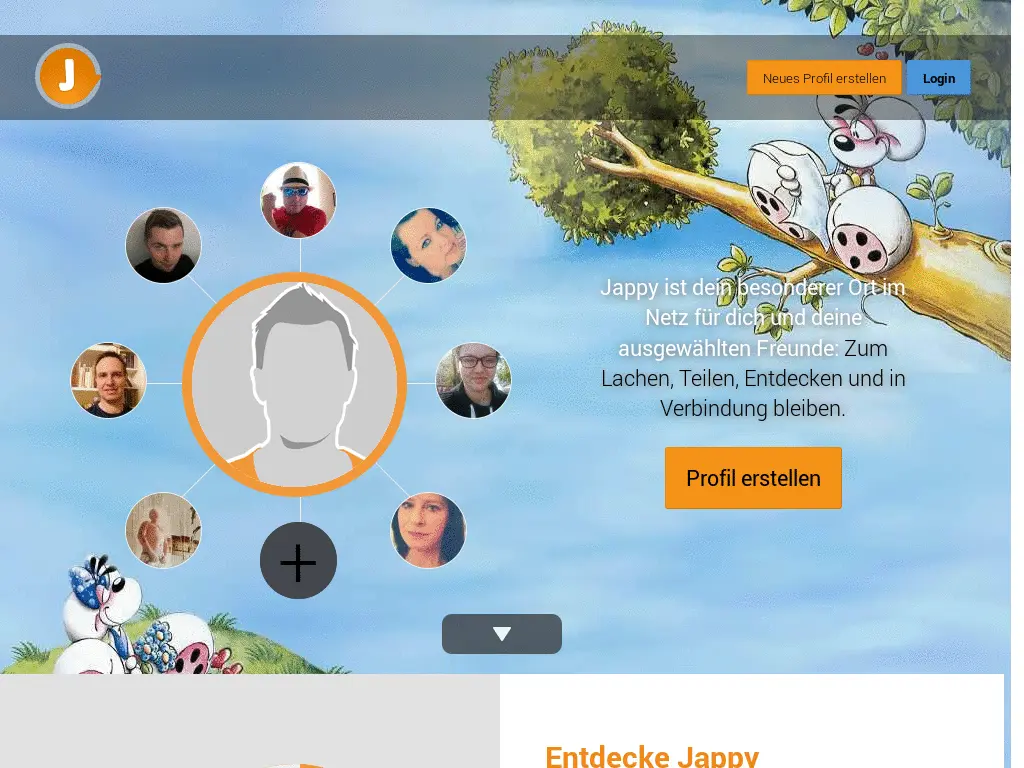 J
Neues Profil erstellen
Login
Jappy ist dein besonderer Ort im
Netz für dich und deine
ausgewählten Freunde: Zum
Lachen, Teilen, Entdecken und in
Verbindung bleiben.
Profil erstellen
Entdecke Jappy